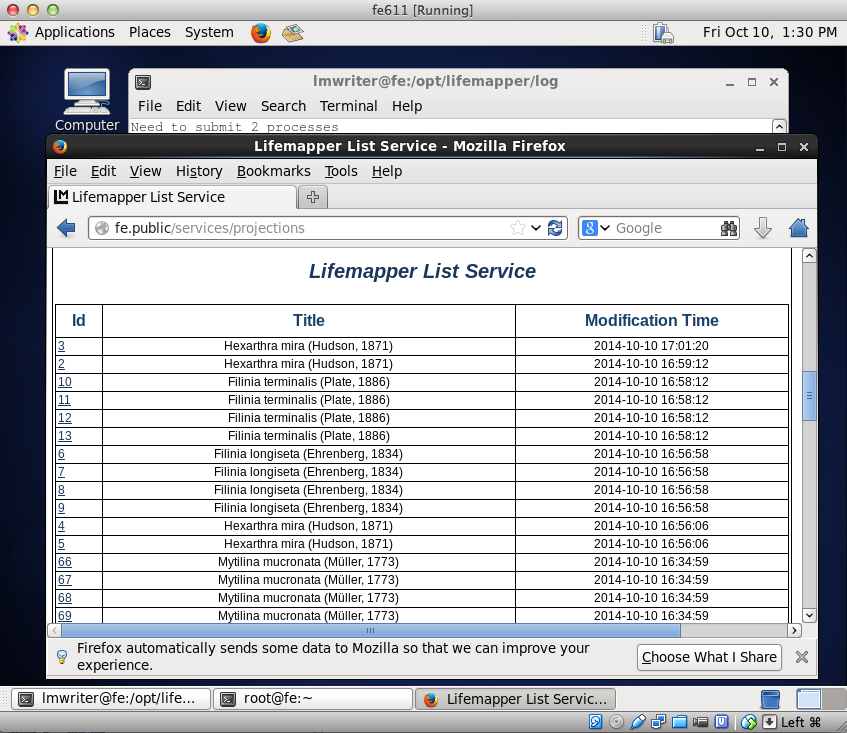 fe611 [Running]
Applications Places System Fri Oct 10, 1:30 PM
Computer
lmwriter@fe:/opt/lifemapper/log
File Edit View Search Terminal Help
Need to submit 2 processes
Lifemapper List Service - Mozilla Firefox
File Edit View History Bookmarks Tools Help
LM Lifemapper List Service
fe.public/services/projections 8 Google
Lifemapper List Service
Id Title Modification Time
3 Hexarthra mira (Hudson, 1871) 2014-10-10 17:01:20
2 Hexarthra mira (Hudson, 1871) 2014-10-10 16:59:12
10 Filinia terminalis (Plate, 1886) 2014-10-10 16:58:12
11 Filinia terminalis (Plate, 1886) 2014-10-10 16:58:12
12 Filinia terminalis (Plate, 1886) 2014-10-10 16:58:12
13 Filinia terminalis (Plate, 1886) 2014-10-10 16:58:12
6 Filinia longiseta (Ehrenberg, 1834) 2014-10-10 16:56:58
7 Filinia longiseta (Ehrenberg, 1834) 2014-10-10 16:56:58
8 Filinia longiseta (Ehrenberg, 1834) 2014-10-10 16:56:58
9 Filinia longiseta (Ehrenberg, 1834) 2014-10-10 16:56:58
4 Hexarthra mira (Hudson, 1871) 2014-10-10 16:56:06
5 Hexarthra mira (Hudson, 1871) 2014-10-10 16:56:06
66 Mytilina mucronata (Müller, 1773) 2014-10-10 16:34:59
67 Mytilina mucronata (Müller, 1773) 2014-10-10 16:34:59
68 Mytilina mucronata (Müller, 1773) 2014-10-10 16:34:59
69 Mytilina mucronata (Müller, 1773) 2014-10-10 16:34:59
Firefox automatically sends some data to Mozilla so that we can improve your
experience.
Choose What I Share
lmwriter@fe:/opt/life... root@fe:~ Lifemapper List Servic...
Left ⌘